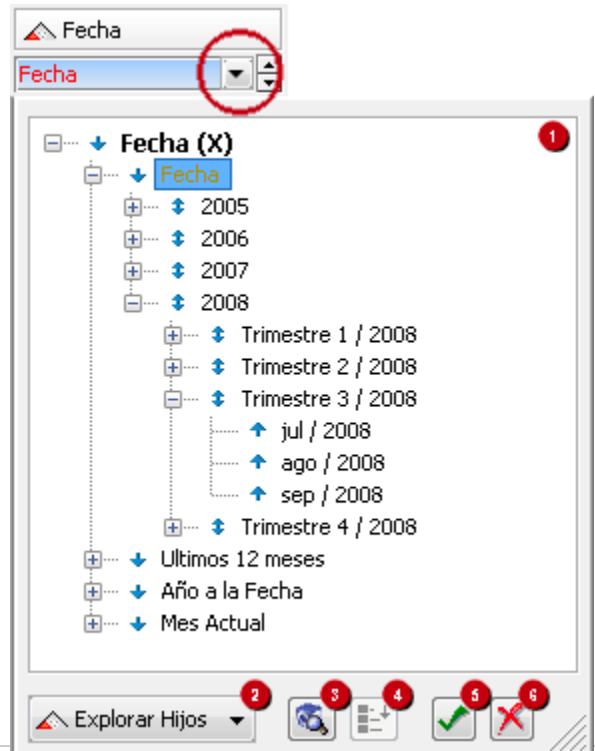 Fecha
Fecha
1
Fecha (X)
Fecha
2005
2006
2007
2008
Trimestre 1 / 2008
Trimestre 2 / 2008
Trimestre 3 / 2008
jul / 2008
ago / 2008
sep / 2008
Trimestre 4 / 2008
Ultimos 12 meses
Año a la Fecha
Mes Actual
2 3 4 5 6
Explorar Hijos